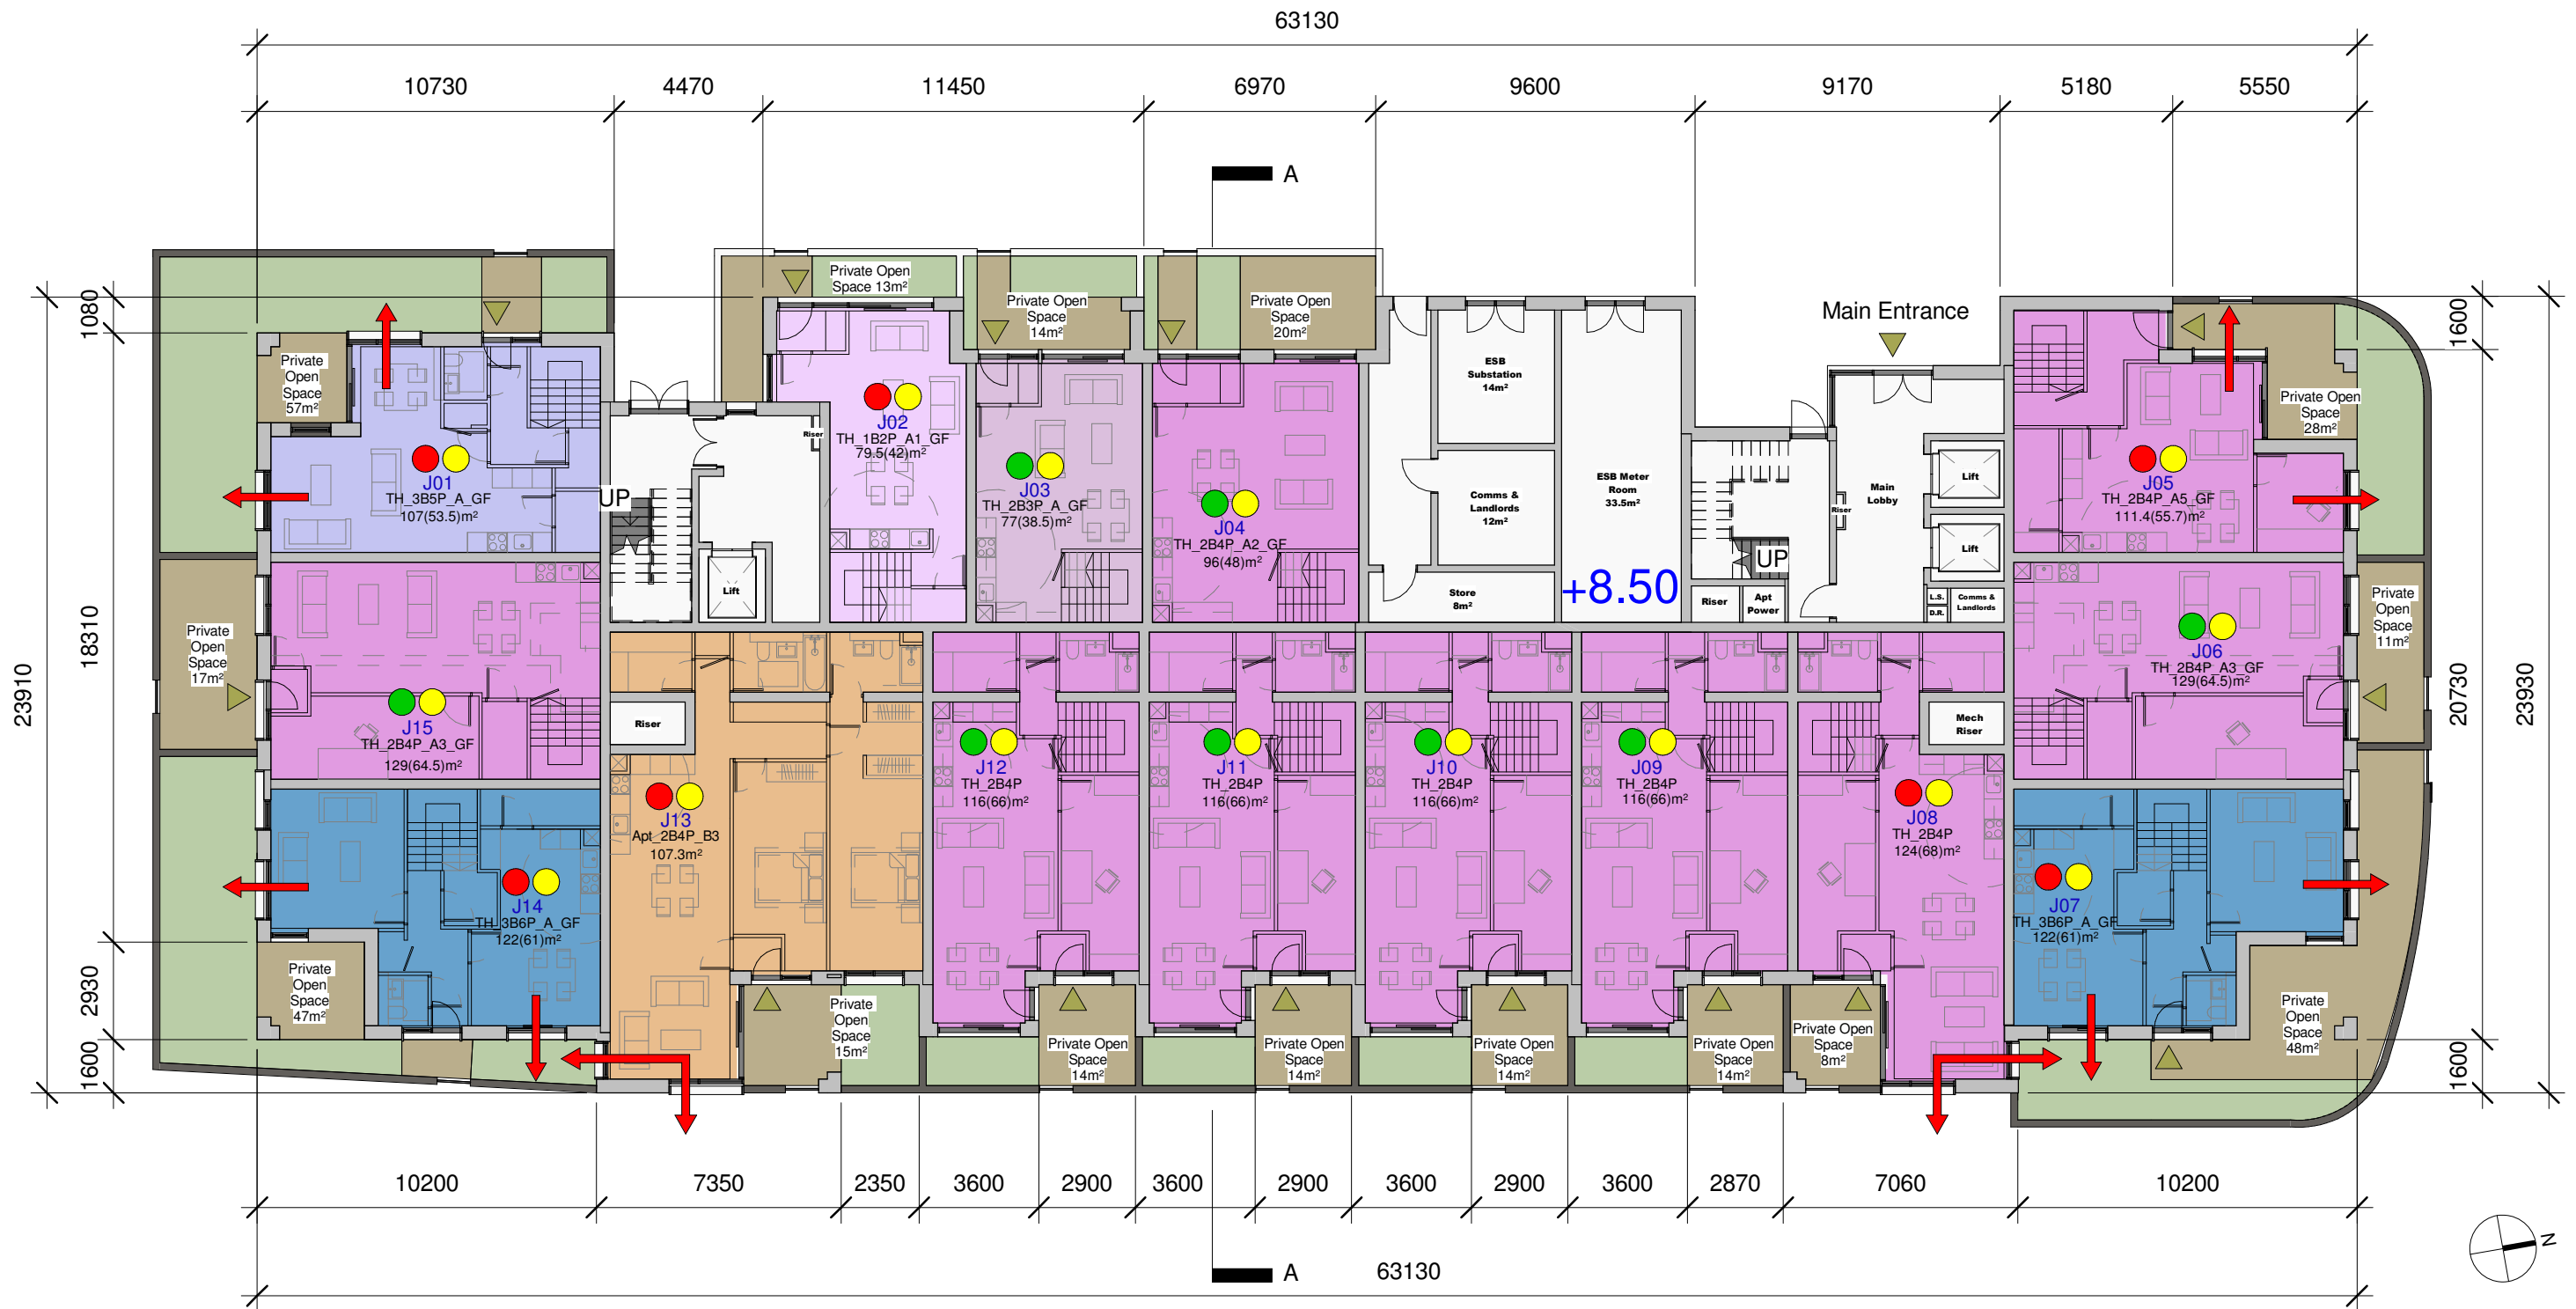 63130
10730
4470
11450
6970
9600
9170
5180
5550
A
Private Open
Space 13m²
Private Open
Space
14m²
Private Open
Space
20m²
Main Entrance
1080
1600
Private
Open
Space
57m²
ESB
Substation
14m²
Private Open
Space
28m²
J01
TH_3B5P_A_GF
107(53.5)m²
UP
Riser
J02
TH_1B2P_A1_GF
79.5(42)m²
J03
TH_2B3P_A_GF
77(38.5)m²
J04
TH_2B4P_A2_GF
96(48)m²
Comms &
Landlords
12m²
ESB Meter
Room
33.5m²
Riser
Main
Lobby
Lift
Lift
J05
TH_2B4P_A5_GF
111.4(55.7)m²
UP
Lift
Store
8m²
+8.50
Riser
Apt
Power
L.S.
D.R.
Comms &
Landlords
23910
18310
Private
Open
Space
17m²
J15
TH_2B4P_A3_GF
129(64.5)m²
Riser
Mech
Riser
J06
TH_2B4P_A3_GF
129(64.5)m²
Private
Open
Space
11m²
20730
23930
J13
Apt_2B4P_B3
107.3m²
J12
TH_2B4P
116(66)m²
J11
TH_2B4P
116(66)m²
J10
TH_2B4P
116(66)m²
J09
TH_2B4P
116(66)m²
J08
TH_2B4P
124(68)m²
J14
TH_3B6P_A_GF
122(61)m²
J07
TH_3B6P_A_GF
122(61)m²
2930
1600
Private
Open
Space
47m²
Private
Open
Space
15m²
Private Open
Space
14m²
Private Open
Space
14m²
Private Open
Space
14m²
Private Open
Space
14m²
Private Open
Space
8m²
Private
Open
Space
48m²
1600
10200
7350
2350
3600
2900
3600
2900
3600
2900
3600
2870
7060
10200
A
63130
N